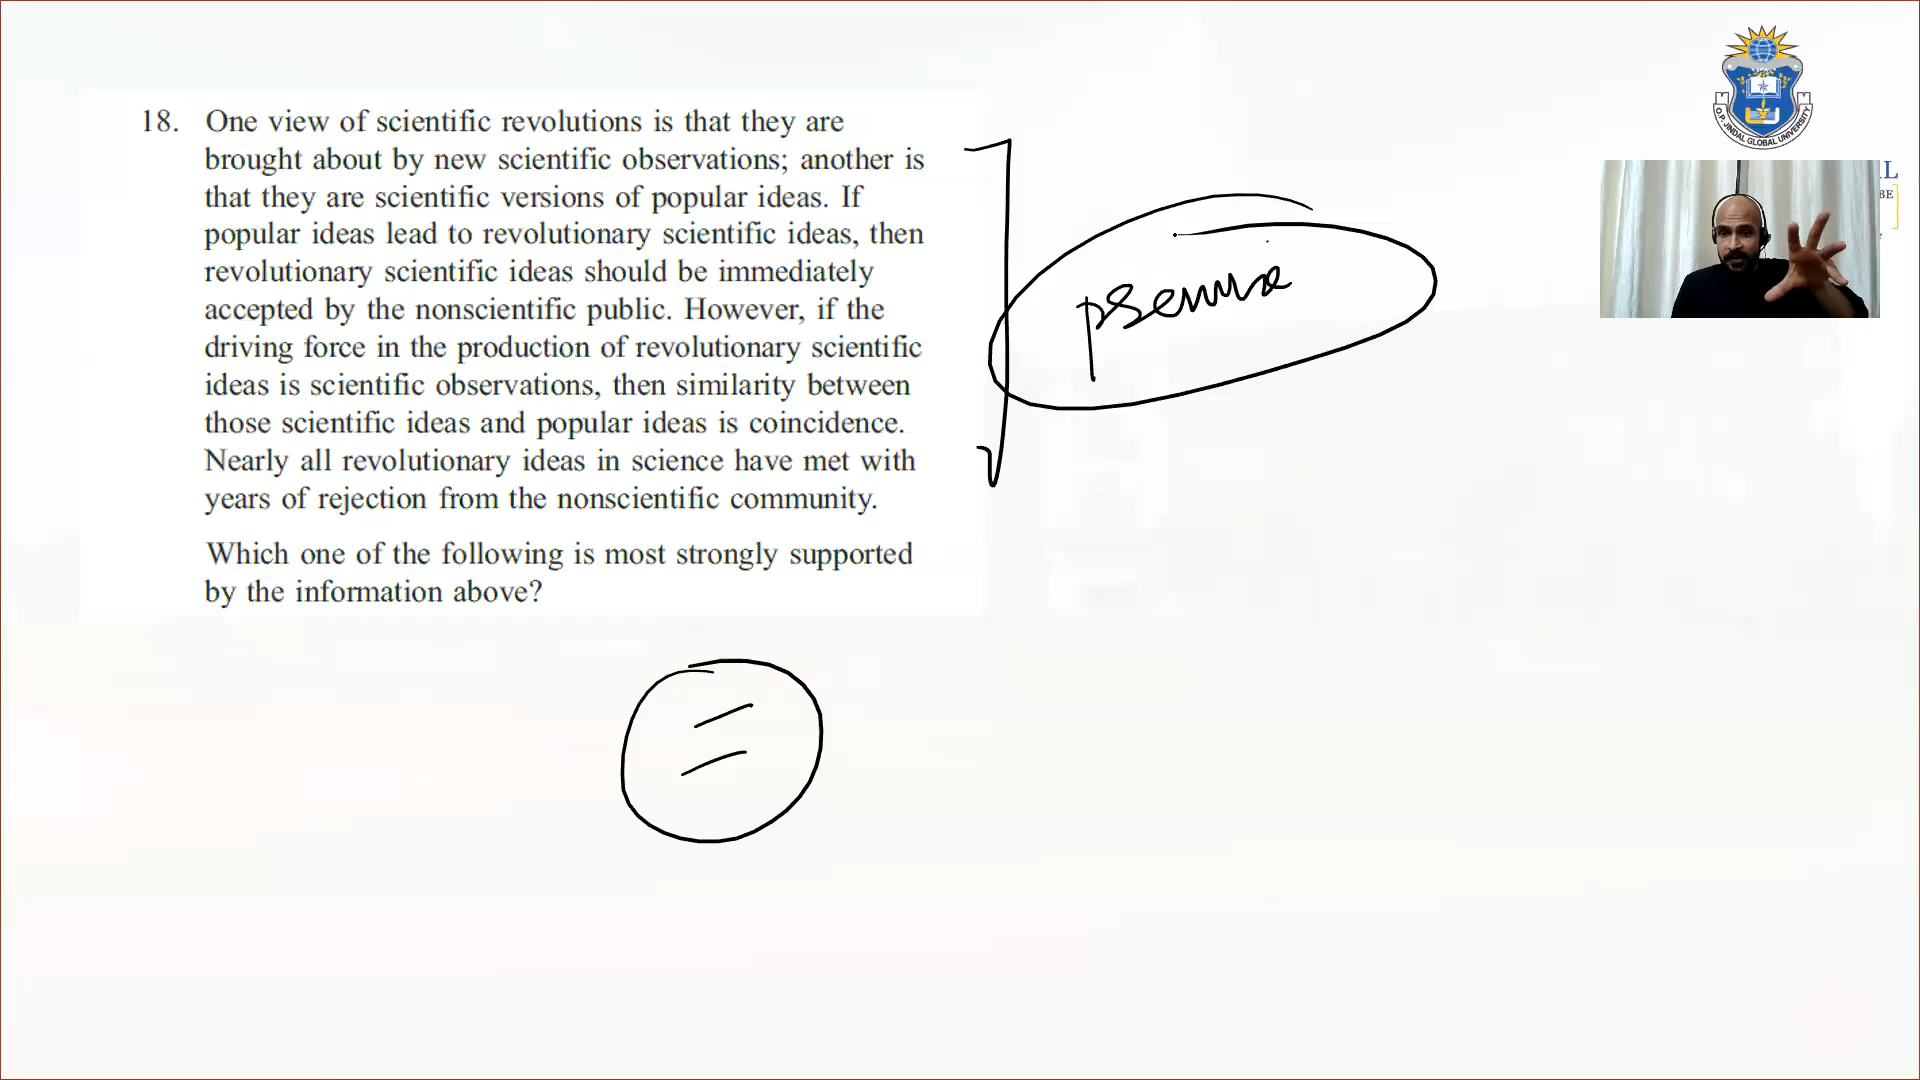 18. One view of scientific revolutions is that they are
brought about by new scientific observations; another is
that they are scientific versions of popular ideas. If
popular ideas lead to revolutionary scientific ideas, then
revolutionary scientific ideas should be immediately
accepted by the nonscientific public. However, if the
driving force in the production of revolutionary scientific
ideas is scientific observations, then similarity between
those scientific ideas and popular ideas is coincidence.
Nearly all revolutionary ideas in science have met with
years of rejection from the nonscientific community.
Which one of the following is most strongly supported
by the information above?
O.P. JINDAL GLOBAL UNIVERSITY
L
BE